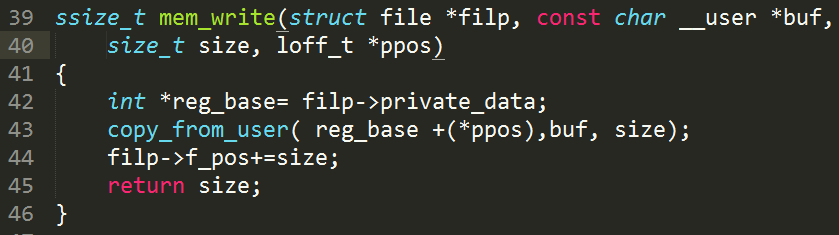 39 ssize_t mem_write(struct file *filp, const char __user *buf,
40 size_t size, loff_t *ppos)
41 {
42 int *reg_base= filp->private_data;
43 copy_from_user( reg_base +(*ppos),buf, size);
44 filp->f_pos+=size;
45 return size;
46 }